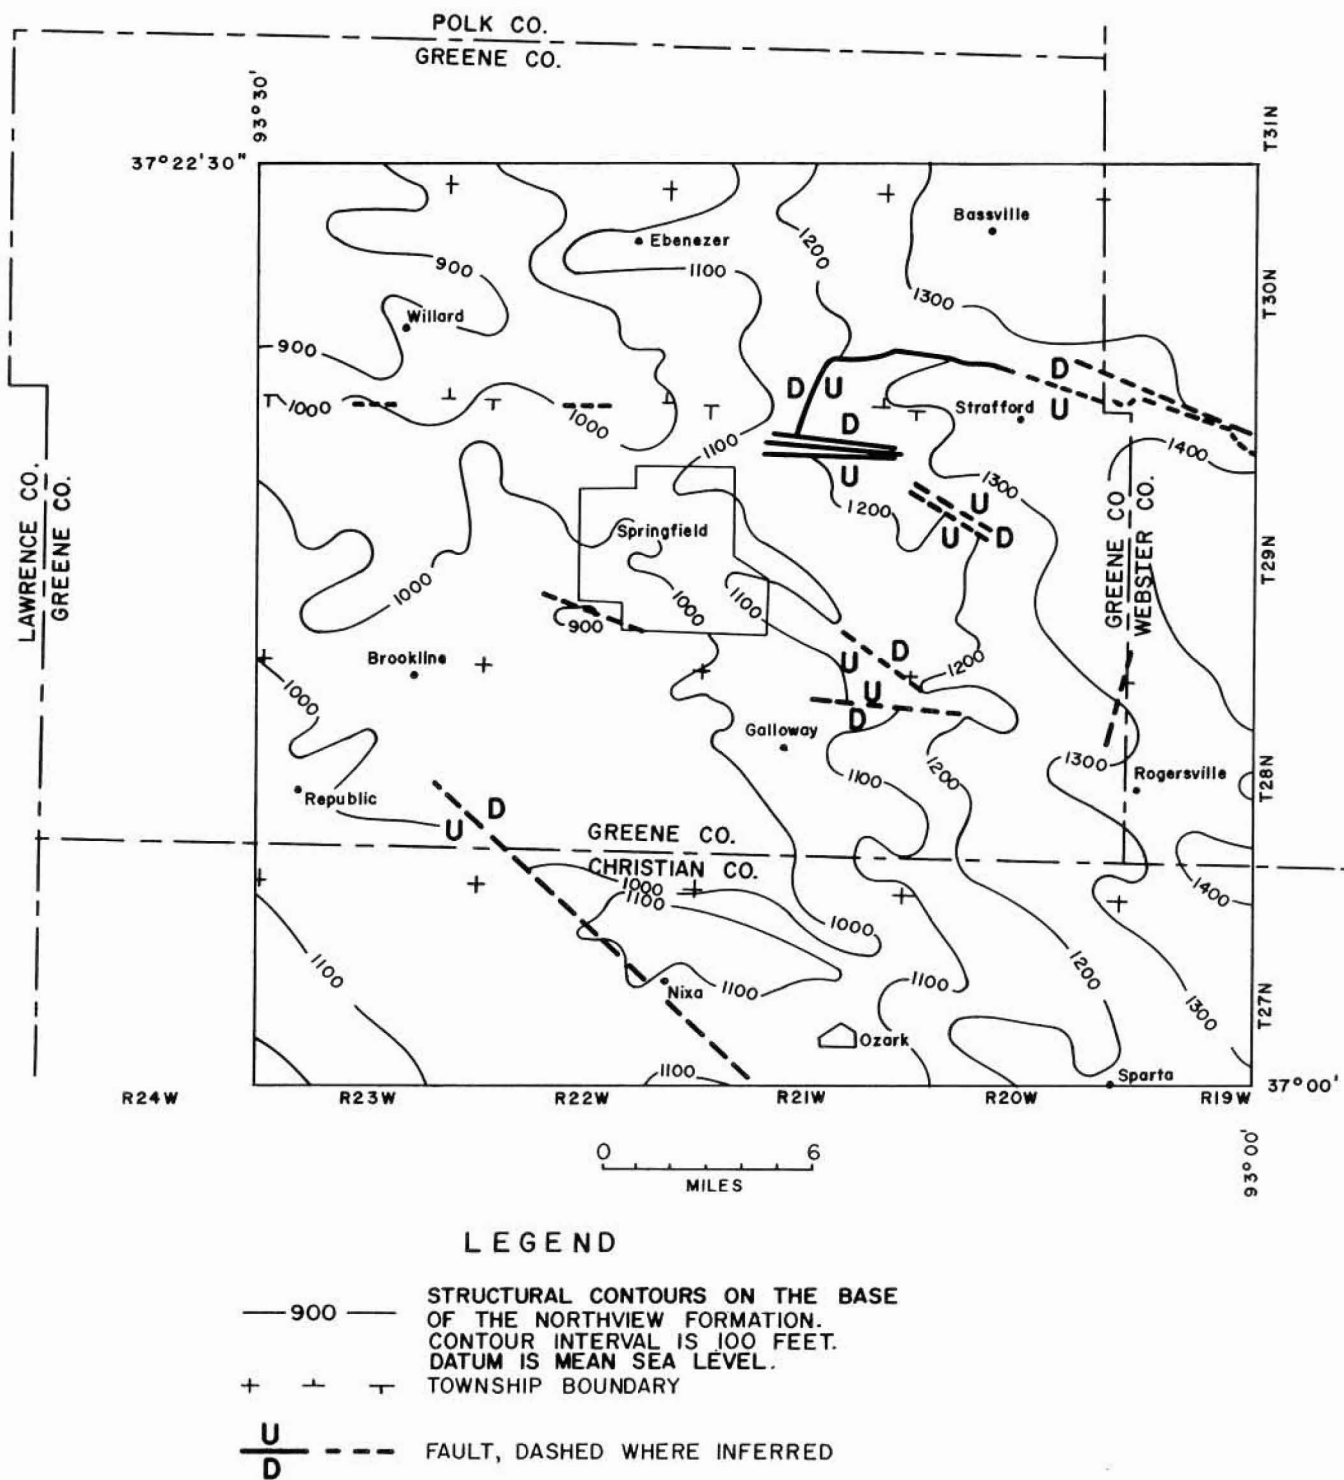 POLK CO.
GREENE CO.
93°30'
37°22'30"
T31N
Bassville
Ebenezer
1200
900
1100
1300
T30N
Willard
900
D
D U
U
1000
1000
D
Strafford
1100
U
1400
1300
1200
U
U D
LAWRENCE CO.
GREENE CO.
Springfield
GREENE CO
WEBSTER CO.
T29N
1000
1000
1100
900
Brookline
U D
1200
1000
U
D
Galloway
1100
1200
1300
Rogersville
T28N
Republic
D
U
GREENE CO.
CHRISTIAN CO.
1000
1100
1400
1000
1100
1100
1200
1100
Nixa
1300
T27N
Ozark
1100
Sparta
37°00'
R24W
R23W
R22W
R21W
R20W
R19W
93°00'
0 6
MILES
LEGEND
900
STRUCTURAL CONTOURS ON THE BASE
OF THE NORTHVIEW FORMATION.
CONTOUR INTERVAL IS 100 FEET.
DATUM IS MEAN SEA LEVEL.
TOWNSHIP BOUNDARY
U
D
FAULT, DASHED WHERE INFERRED